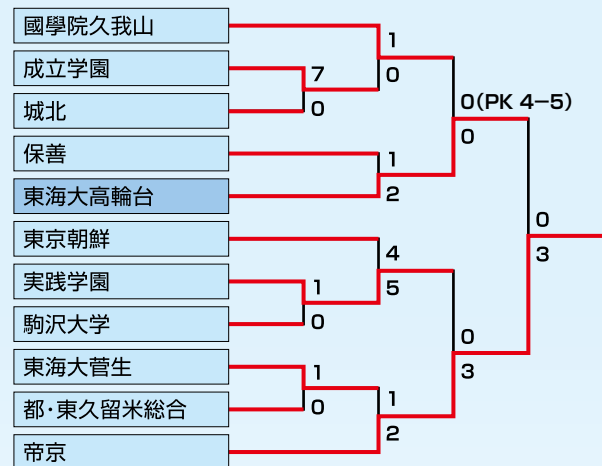 國學院久我山
成立学園
城北
保善
東海大高輪台
東京朝鮮
実践学園
駒沢大学
東海大菅生
都・東久留米総合
帝京
7
0
1
0
1
0
1
0
1
2
4
5
1
2
0(PK 4−5)
0
0
3
0
3